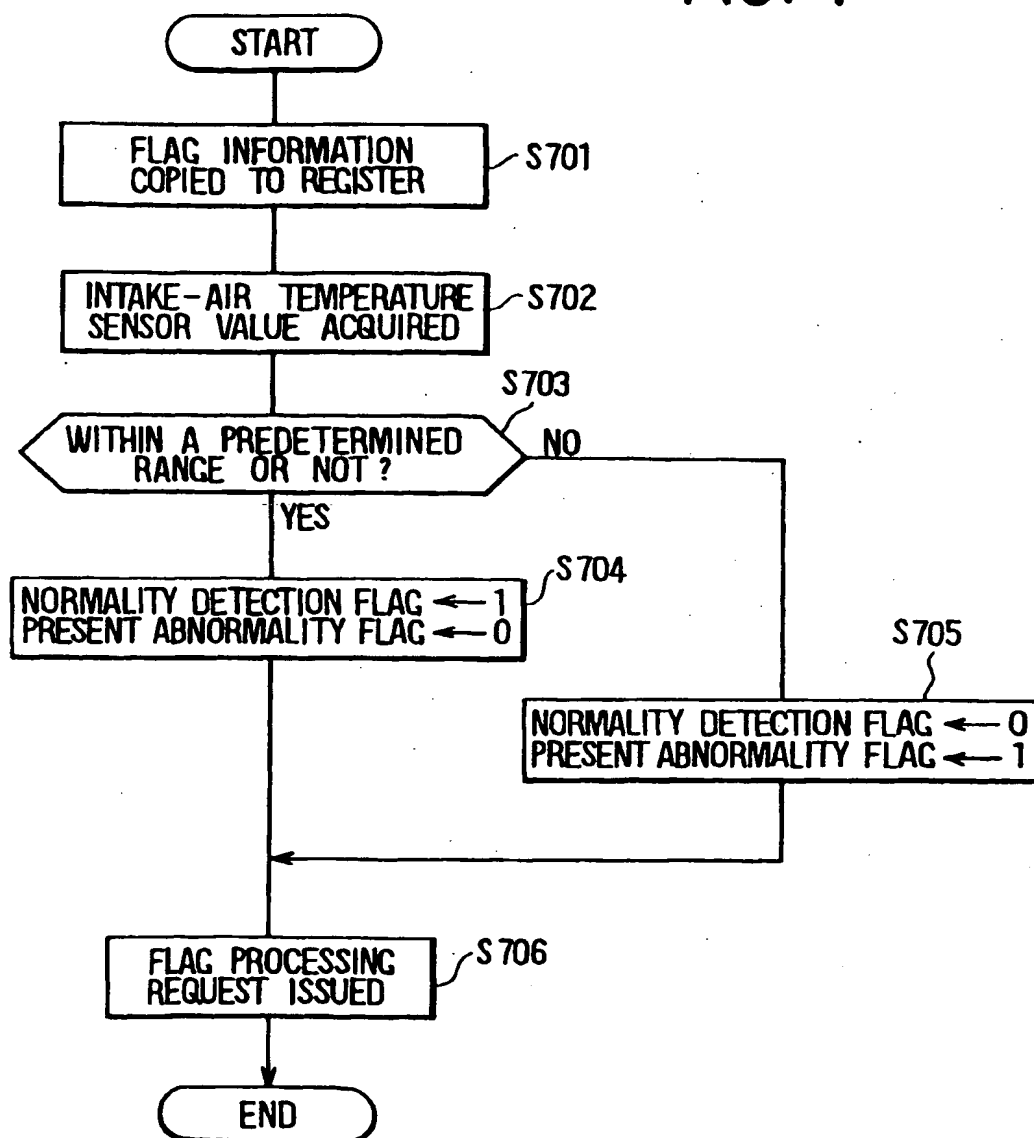 START
FLAG INFORMATION
COPIED TO REGISTER
S701
INTAKE-AIR TEMPERATURE
SENSOR VALUE ACQUIRED
S702
S703
WITHIN A PREDETERMINED
RANGE OR NOT?
NO
YES
S704
NORMALITY DETECTION FLAG ← 1
PRESENT ABNORMALITY FLAG ← 0
S705
NORMALITY DETECTION FLAG ← 0
PRESENT ABNORMALITY FLAG ← 1
FLAG PROCESSING
REQUEST ISSUED
S706
END